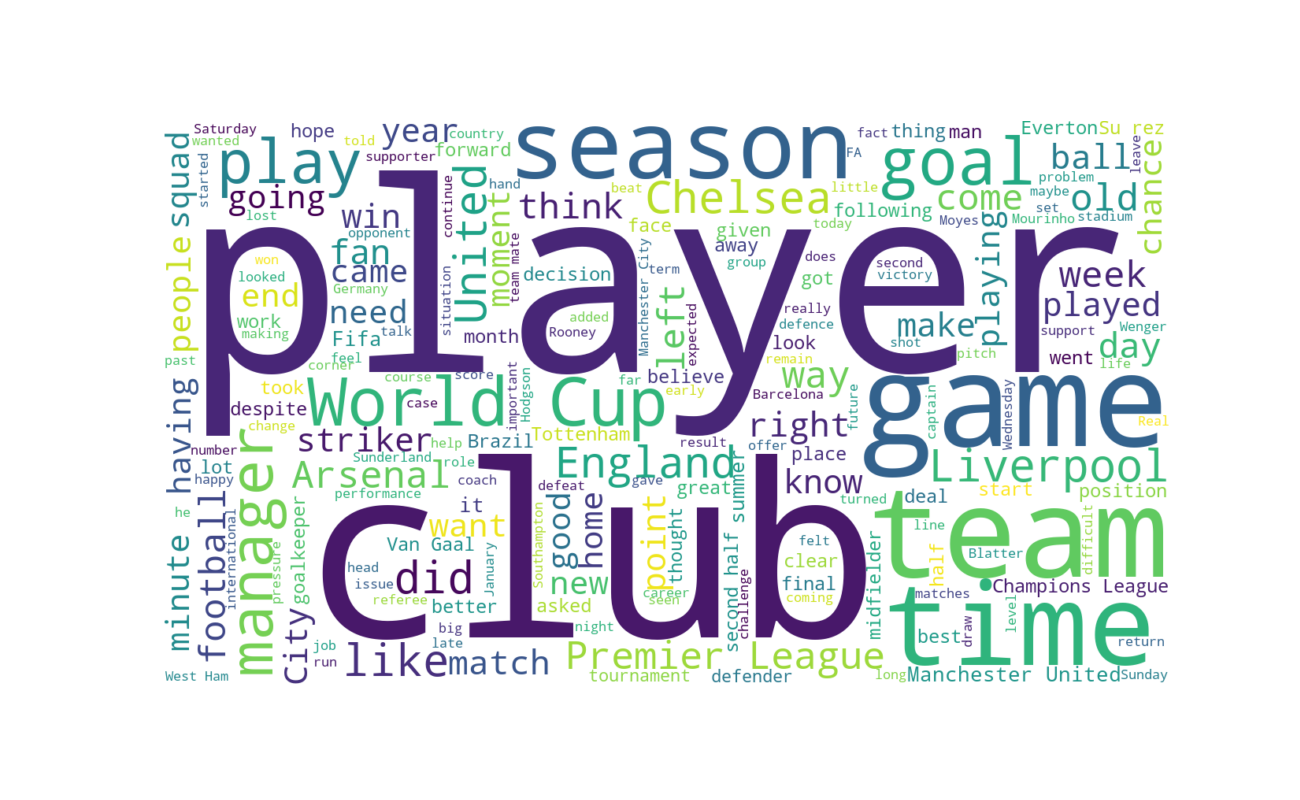 player
club
season
game
team
time
goal
play
World Cup
manager
Chelsea
Liverpool
Arsenal
England
Premier League
United
Saturday
wanted
hope
told
year
country
supporter
forward
squad
started
going
lost
win
opponent
continue
hand
think
beat
little
face
given
following
today
fact
thing
man
FA
come
ball
Everton
Su rez
leave
problem
old
maybe
set
Mourinho
stadium
Moyes
chance
people
fan
came
moment
team mate
situation
won
looked
Germany
end
need
work
making
Fifa
talk
past
feel
corner
month
decision
added
Rooney
Manchester City
term
away
group
got
does
second
victory
left
really
defence
expected
look
make
shot
playing
week
played
support
Wenger
day
went
life
pitch
having
took
course
score
despite
case
change
important
Hodgson
far
early
believe
remain
way
Barcelona
future
captain
Wednesday
Real
number
striker
help
Brazil
Tottenham
result
offer
right
place
lot
happy
Sunderland
role
performance
coach
defeat
gave
great
know
summer
turned
deal
start
position
he
international
football
minute
pressure
goalkeeper
it
want
January
Southampton
good
home
point
thought
clear
felt
line
half
Blatter
difficult
Van Gaal
head
issue
did
new
final
second half
challenge
midfielder
matches
Champions League
level
referee
better
asked
seen
career
coming
City
job
run
big
late
night
like
match
best
draw
return
West Ham
tournament
defender
long
Manchester United
Sunday